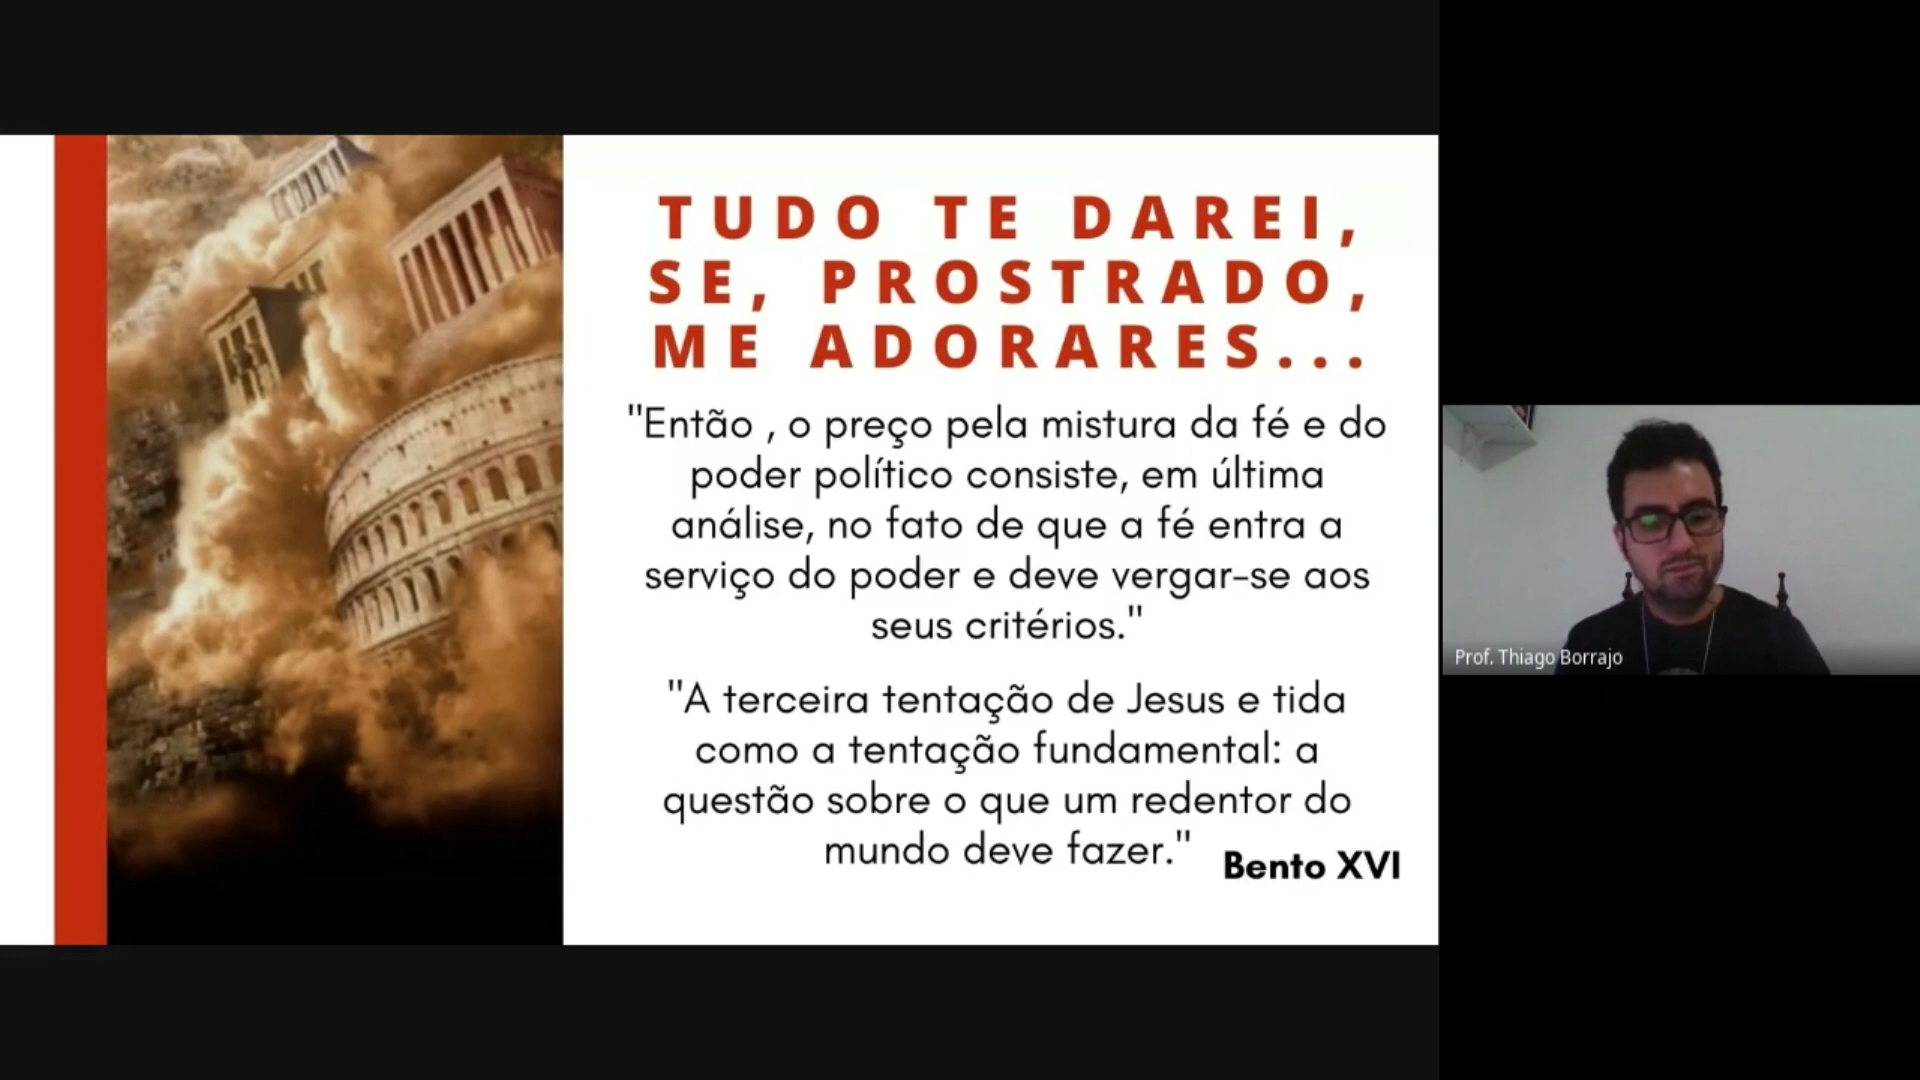 TUDO TE DAREI,
SE, PROSTRADO,
ME ADORARES...
"Então , o preço pela mistura da fé e do
poder político consiste, em última
análise, no fato de que a fé entra a
serviço do poder e deve vergar-se aos
seus critérios."
"A terceira tentação de Jesus e tida
como a tentação fundamental: a
questão sobre o que um redentor do
mundo deve fazer."
Bento XVI
Prof. Thiago Borrajo